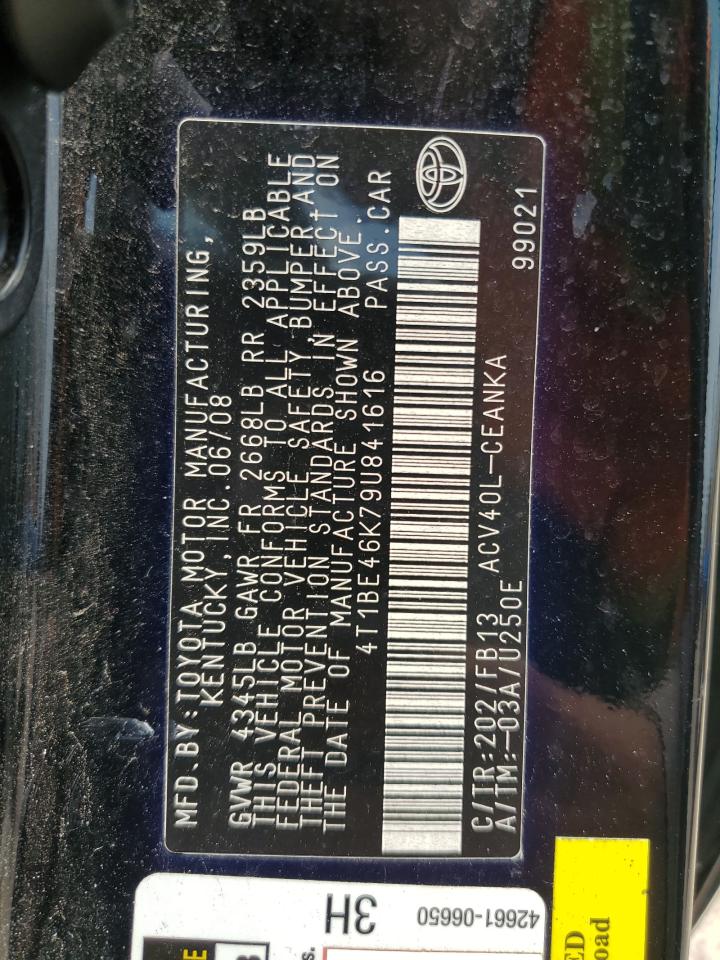 MFD.BY:TOYOTA MOTOR MANUFACTURING,
KENTUCKY,INC.06/08
GVWR 4345LB GAWR FR 2668LB RR 2359LB
THIS VEHICLE CONFORMS TO ALL APPLICABLE
FEDERAL MOTOR VEHICLE SAFETY,BUMPER,AND
THEFT PREVENTION STANDARDS IN EFFECT ON
THE DATE OF MANUFACTURE SHOWN ABOVE.
4T1BE46K79U841616 PASS.CAR
C/TR:202/FB13 ACV40L-CEANKA
A/TM:-03A/U250E
99021
3H
42661-06650